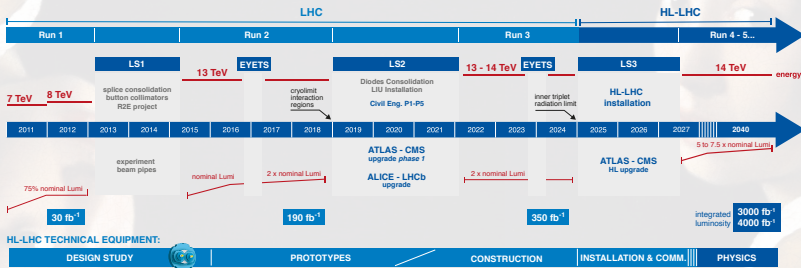 LHC
HL-LHC
Run 1
Run 2
Run 3
Run 4 - 5...
LS1
EYETS
LS2
EYETS
LS3
7 TeV
8 TeV
13 TeV
13 - 14 TeV
14 TeV
energy
splice consolidation
button collimators
R2E project
cryolimit
interaction
regions
Diodes Consolidation
LIU Installation
Civil Eng. P1-P5
inner triplet
radiation limit
HL-LHC
installation
2011 2012 2013 2014 2015 2016 2017 2018 2019 2020 2021 2022 2023 2024 2025 2026 2027 2040
75% nominal Lumi
experiment
beam pipes
nominal Lumi
2 x nominal Lumi
ATLAS - CMS
upgrade phase 1
ALICE - LHCb
upgrade
2 x nominal Lumi
ATLAS - CMS
HL upgrade
5 to 7.5 x nominal Lumi
30 fb-1
190 fb-1
350 fb-1
integrated
luminosity
3000 fb-1
4000 fb-1
HL-LHC TECHNICAL EQUIPMENT:
DESIGN STUDY
PROTOTYPES
CONSTRUCTION
INSTALLATION & COMM.
PHYSICS